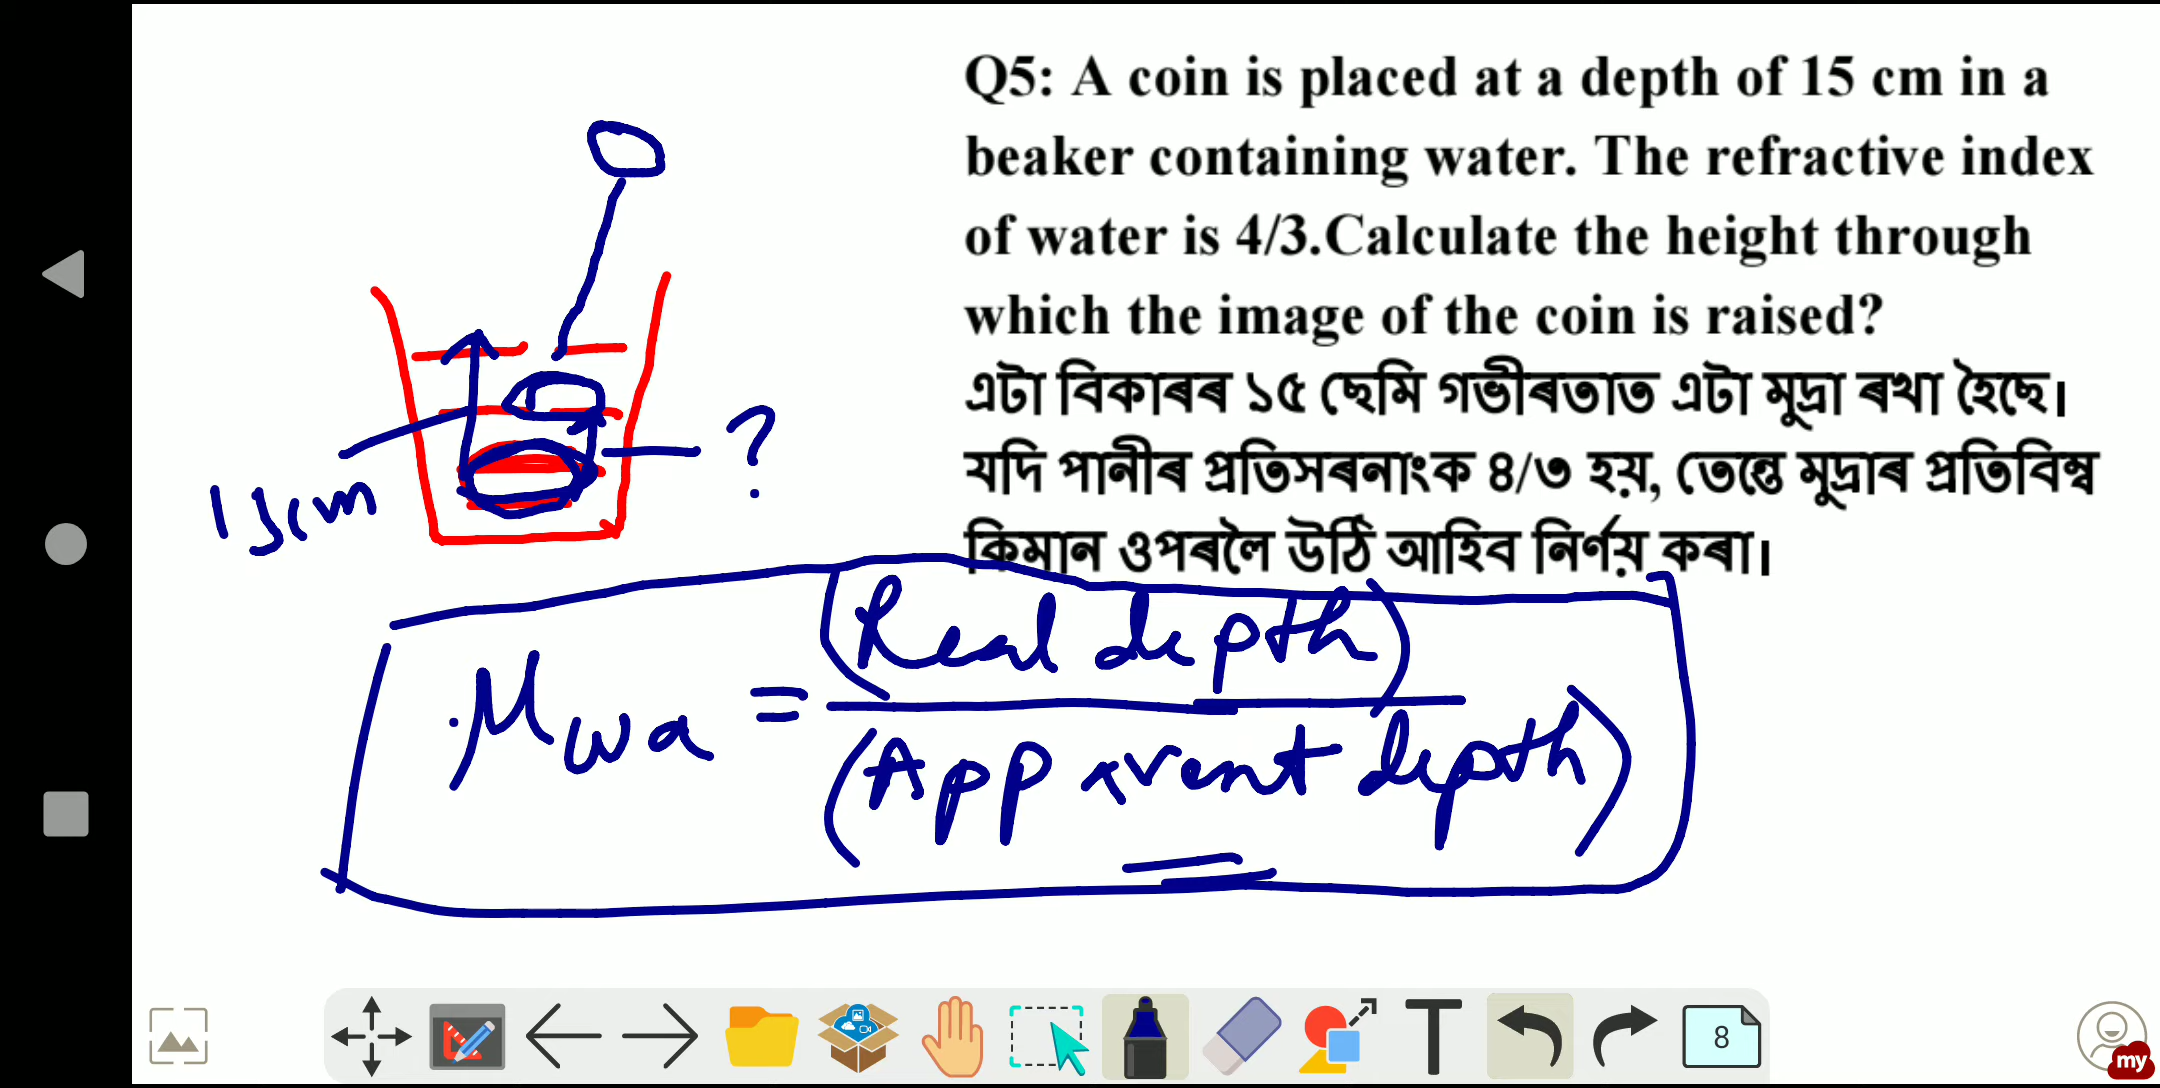 Q5: A coin is placed at a depth of 15 cm in a
beaker containing water. The refractive index
of water is 4/3.Calculate the height through
which the image of the coin is raised?
এটা বিকাৰৰ ১৫ ছেমি গভীৰতাত এটা মুদ্ৰা ৰখা হৈছে।
যদি পানীৰ প্ৰতিসৰনাংক ৪/৩ হয়, তেন্তে মুদ্ৰাৰ প্ৰতিবিম্ব
কিমান ওপৰলৈ উঠি আহিব নিৰ্ণয় কৰা।
?
15cm
μwa = (Real depth)
(Apparent depth)
8
my